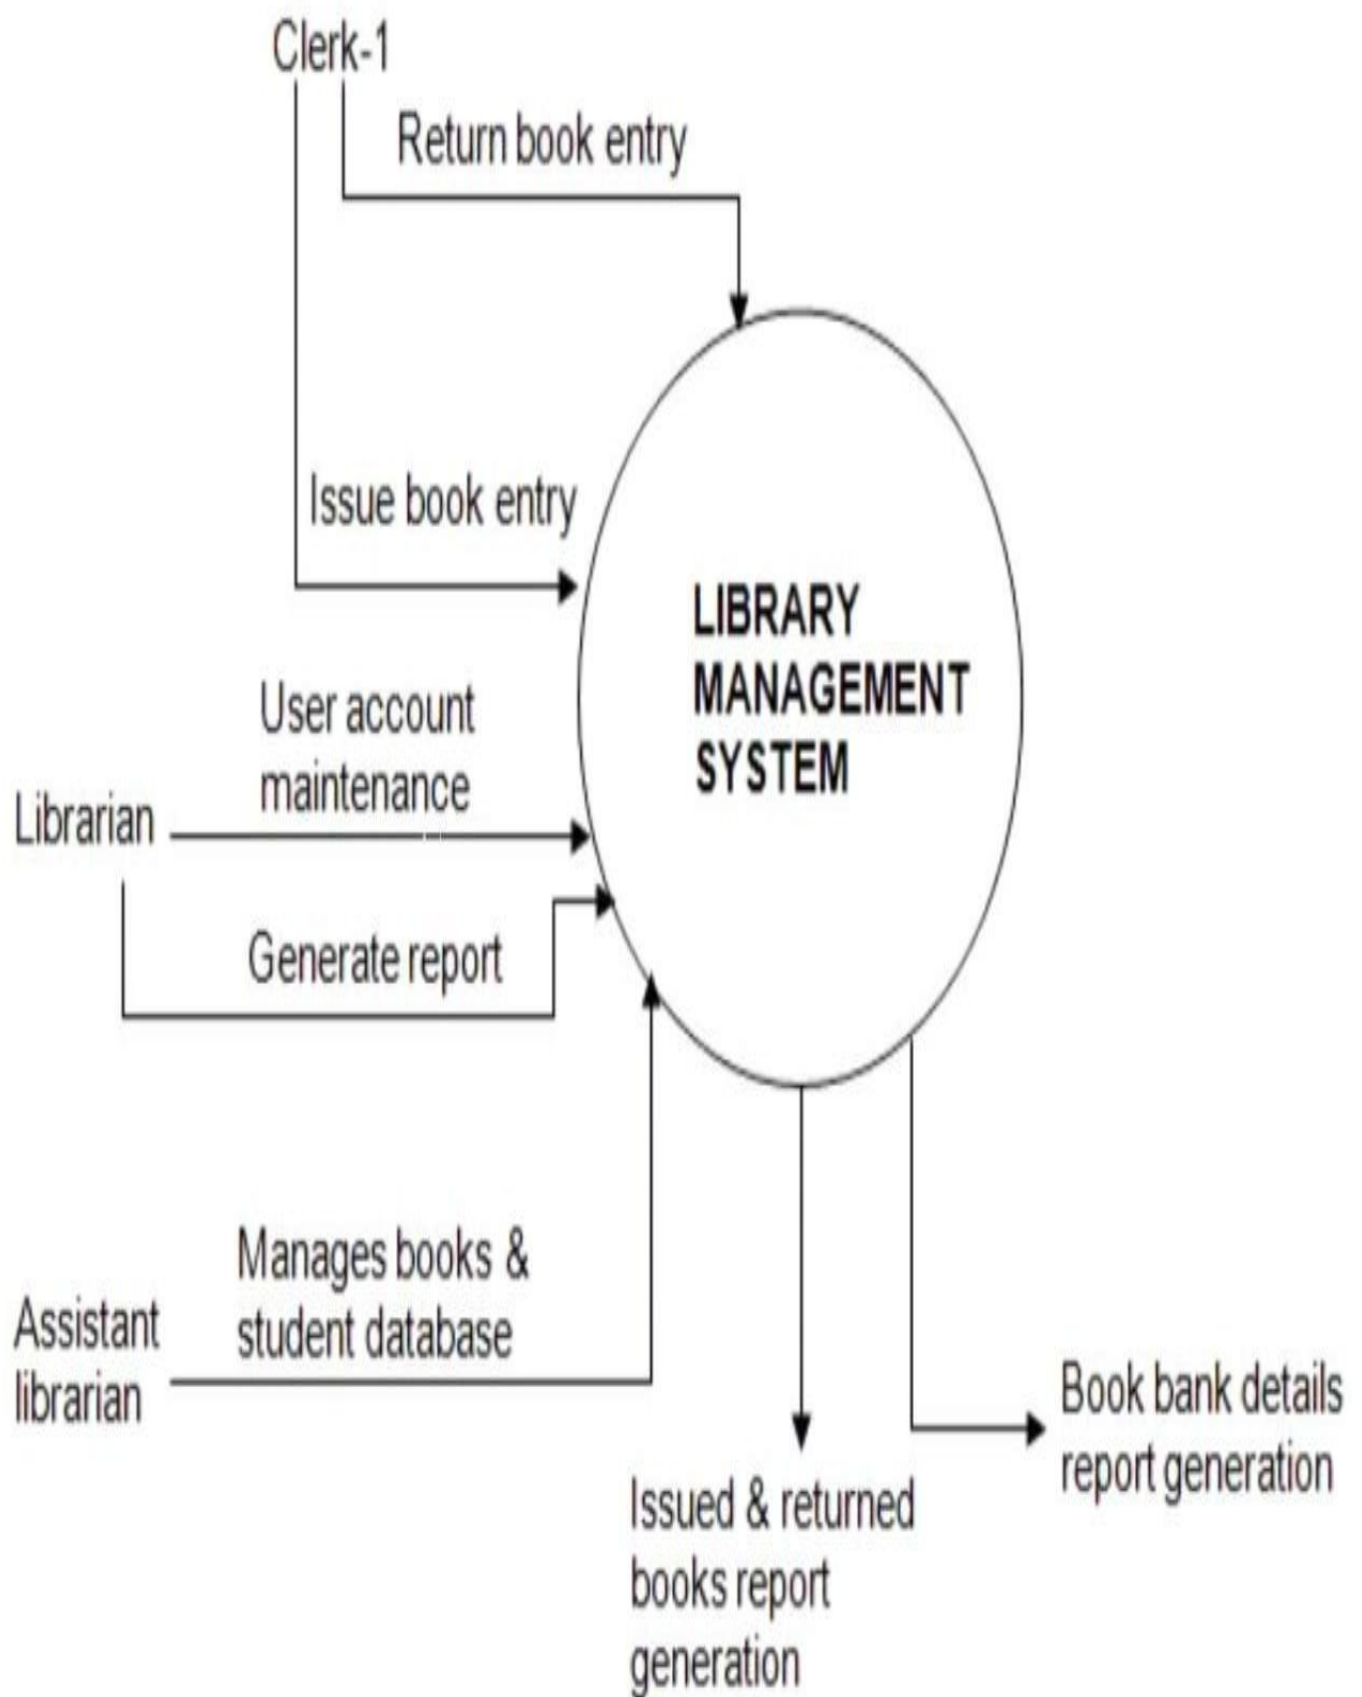 Clerk-1
Return book entry
Issue book entry
LIBRARY
MANAGEMENT
SYSTEM
User account
maintenance
Librarian
Generate report
Manages books &
student database
Assistant
librarian
Book bank details
report generation
Issued & returned
books report
generation